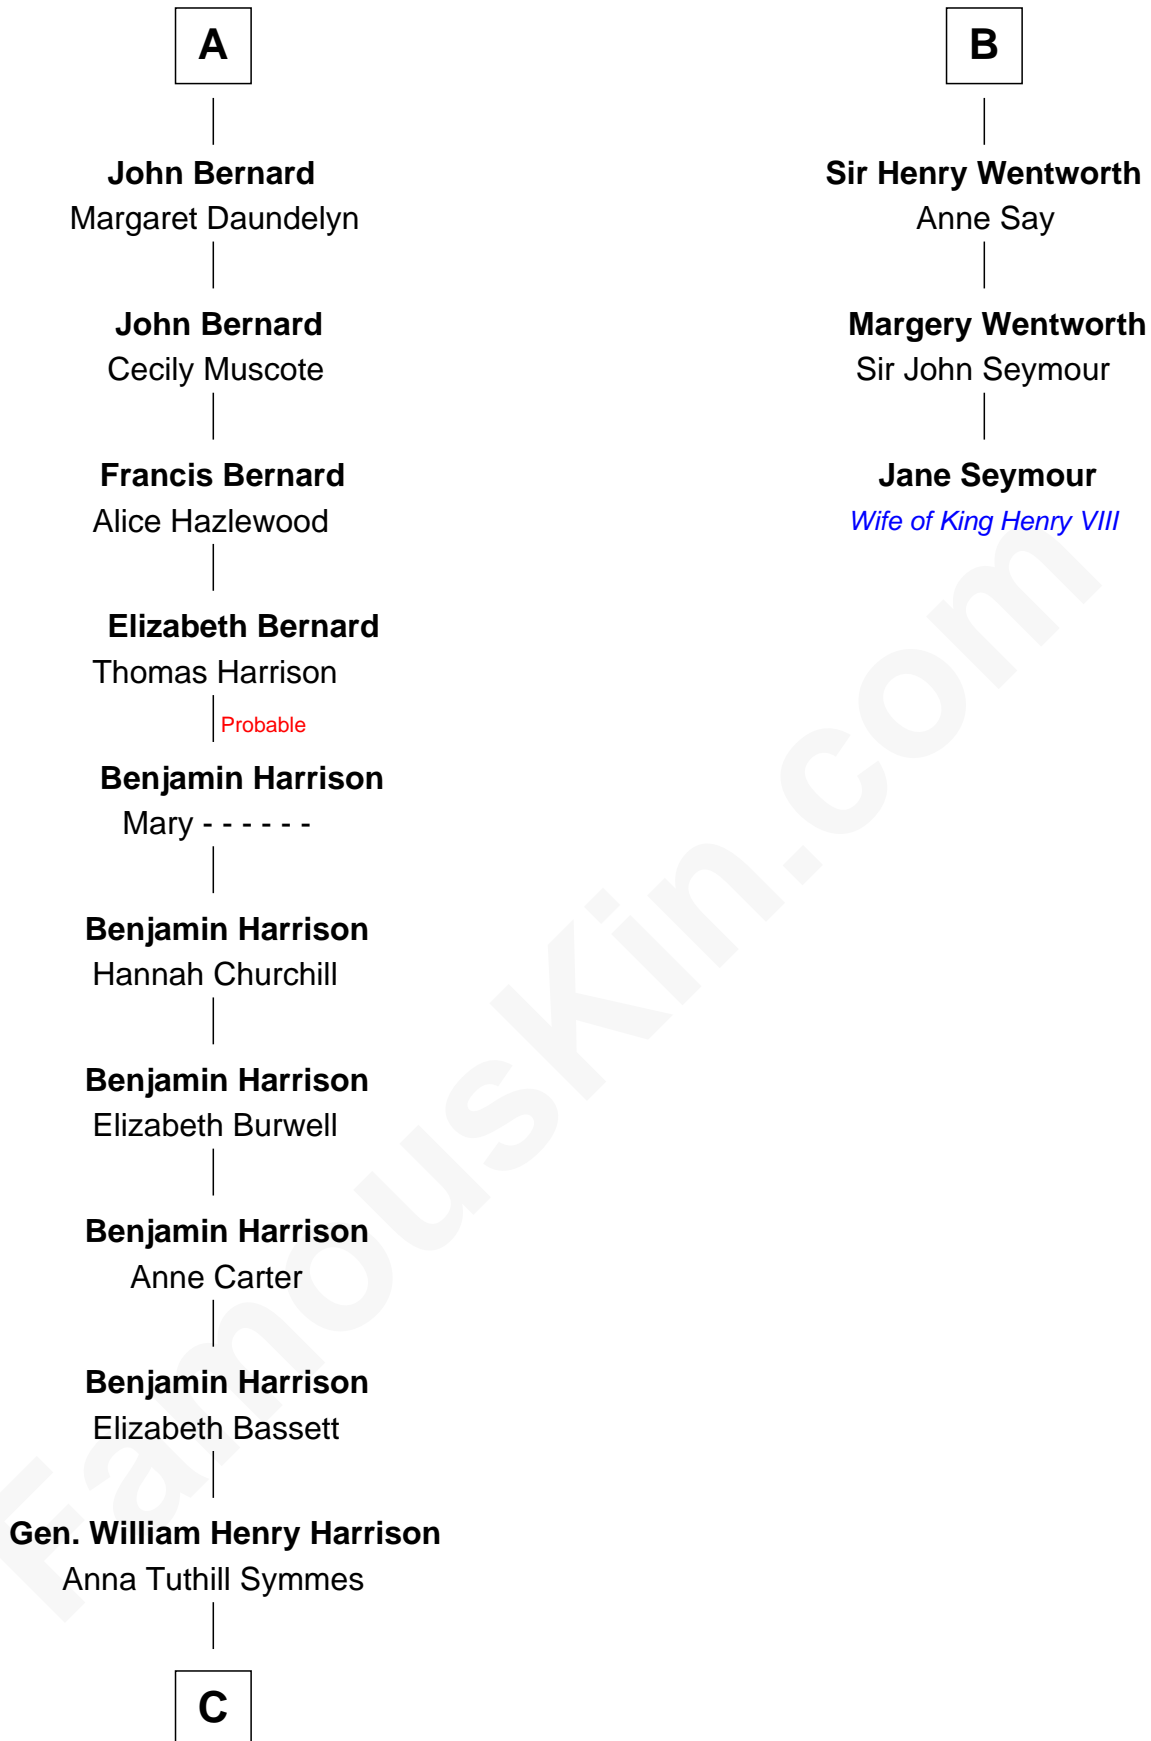 A
John Bernard
Margaret Daundelyn
John Bernard
Cecily Muscote
Francis Bernard
Alice Hazlewood
Elizabeth Bernard
Thomas Harrison
Probable
Benjamin Harrison
Mary - - - - - -
Benjamin Harrison
Hannah Churchill
Benjamin Harrison
Elizabeth Burwell
Benjamin Harrison
Anne Carter
Benjamin Harrison
Elizabeth Bassett
Gen. William Henry Harrison
Anna Tuthill Symmes
C
B
Sir Henry Wentworth
Anne Say
Margery Wentworth
Sir John Seymour
Jane Seymour
Wife of King Henry VIII
FamousKin.com